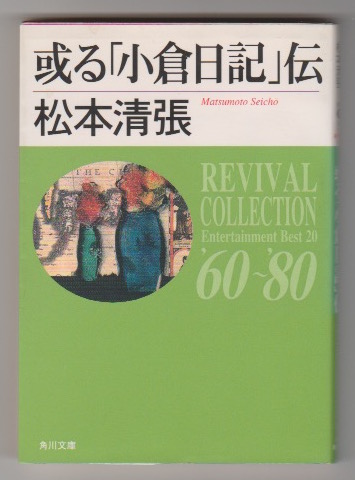 或る「小倉日記」伝
松本清張
Matsumoto Seicho
REVIVAL
COLLECTION
Entertainment Best 20
'60~'80
角川文庫